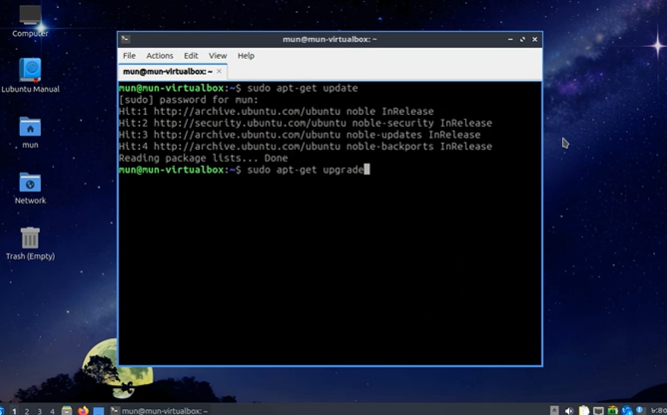 Computer
Lubuntu Manual
mun
Network
Trash (Empty)
mun@mun-virtualbox: ~
File Actions Edit View Help
mun@mun-virtualbox: ~
mun@mun-virtualbox:~$ sudo apt-get update
[sudo] password for mun:
Hit:1 http://archive.ubuntu.com/ubuntu noble InRelease
Hit:2 http://security.ubuntu.com/ubuntu noble-security InRelease
Hit:3 http://archive.ubuntu.com/ubuntu noble-updates InRelease
Hit:4 http://archive.ubuntu.com/ubuntu noble-backports InRelease
Reading package lists... Done
mun@mun-virtualbox:~$ sudo apt-get upgrade
1 2 3 4 mun@mun-virtualbox: ~